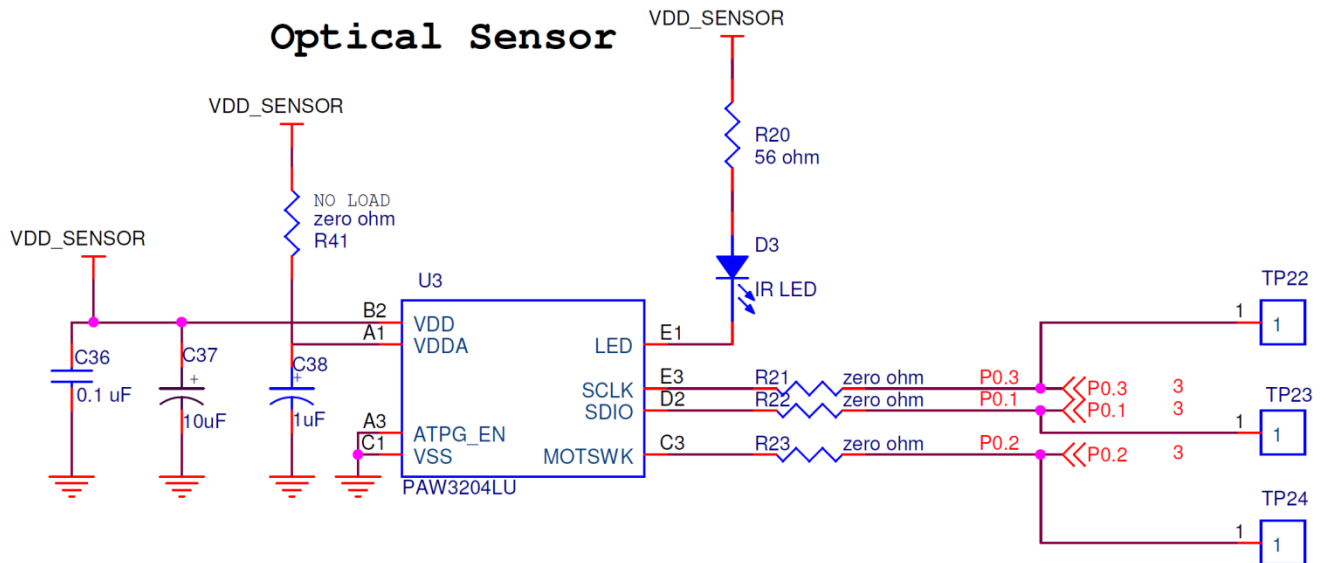 Optical Sensor
VDD_SENSOR
VDD_SENSOR
R20
56 ohm
NO LOAD
zero ohm
R41
VDD_SENSOR
D3
IR LED
U3
TP22
B2
VDD
1
1
A1
VDDA
LED
E1
C36
0.1 uF
C37
+
10uF
C38
+
1uF
SCLK
E3
R21
zero ohm
P0.3
P0.3
3
SDIO
D2
R22
zero ohm
P0.1
P0.1
3
TP23
1
1
A3
ATPG_EN
C1
VSS
MOTSWK
C3
R23
zero ohm
P0.2
P0.2
3
PAW3204LU
TP24
1
1